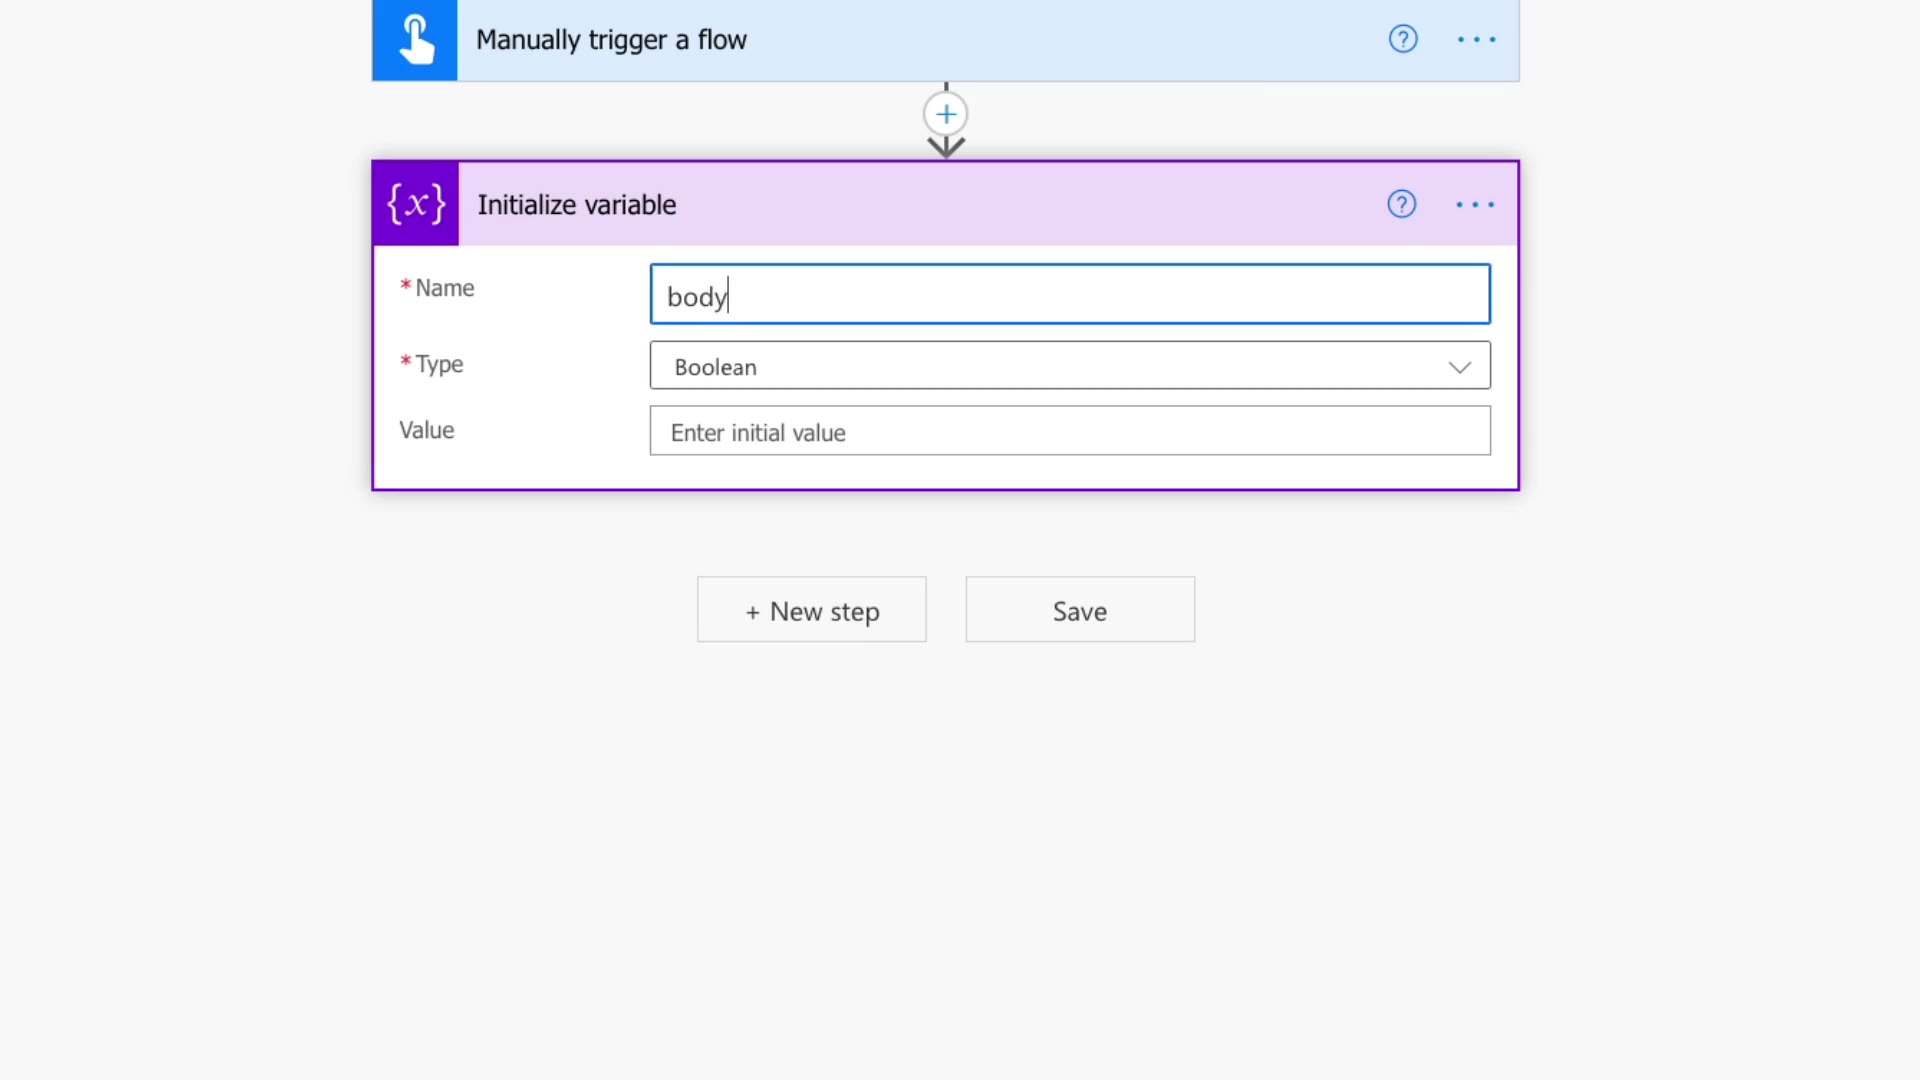 Manually trigger a flow
?
...
+
{x} Initialize variable
?
...
*Name
body
*Type
Boolean
Value
Enter initial value
+ New step
Save